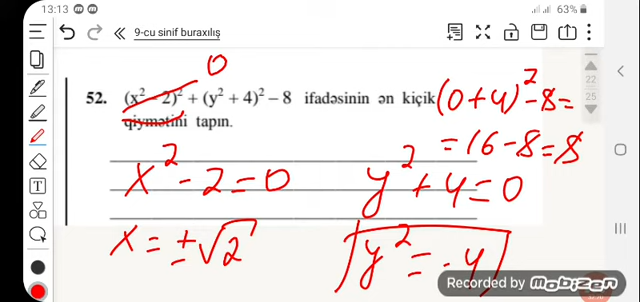 13:13 63%
9-cu sinif buraxılış
0
52. (x² - 2)² + (y² + 4)² - 8 ifadəsinin ən kiçik (0+4)² - 8 =
qiymətini tapın. = 16 - 8 = 8
x² - 2 = 0 y² + 4 = 0
x = ± √2 y² = -4
22
25
Recorded by mobizen